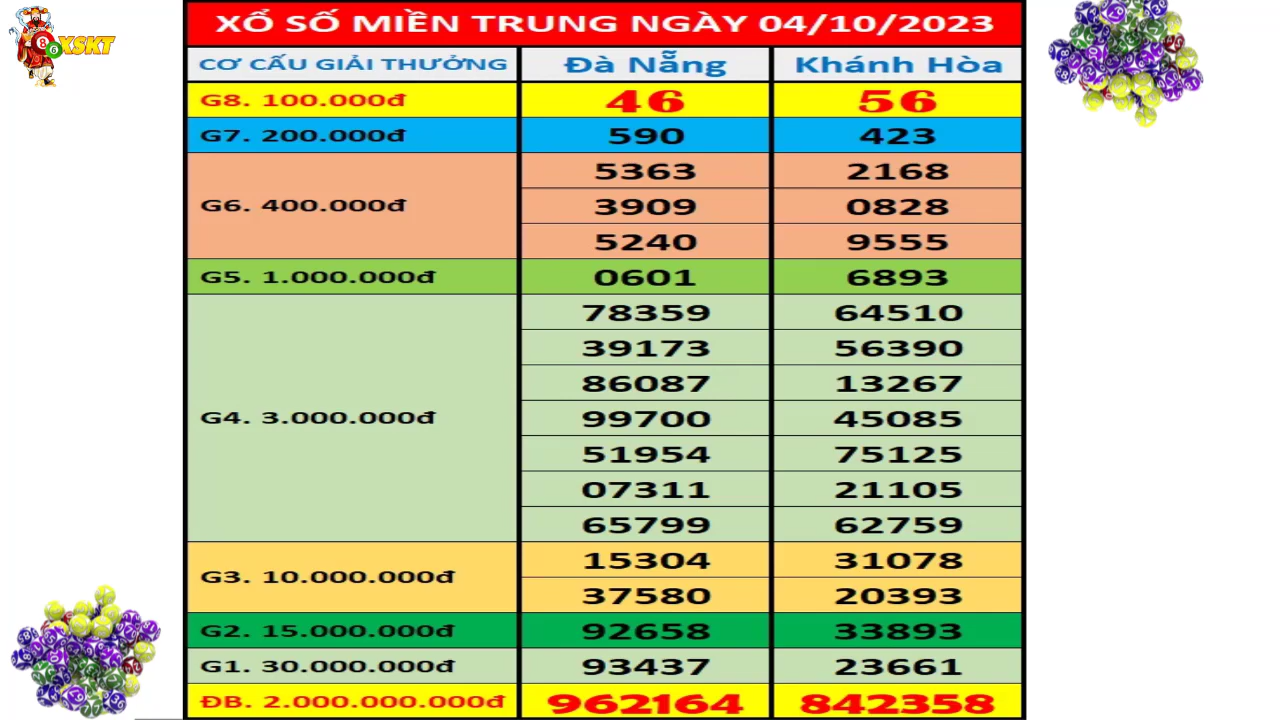 XSKT
XỔ SỐ MIỀN TRUNG NGÀY 04/10/2023
CƠ CẤU GIẢI THƯỞNG Đà Nẵng Khánh Hòa
G8. 100.000đ 46 56
G7. 200.000đ 590 423
5363 2168
G6. 400.000đ 3909 0828
5240 9555
G5. 1.000.000đ 0601 6893
78359 64510
39173 56390
86087 13267
G4. 3.000.000đ 99700 45085
51954 75125
07311 21105
65799 62759
15304 31078
G3. 10.000.000đ
37580 20393
G2. 15.000.000đ 92658 33893
G1. 30.000.000đ 93437 23661
ĐB. 2.000.000.000đ 962164 842358